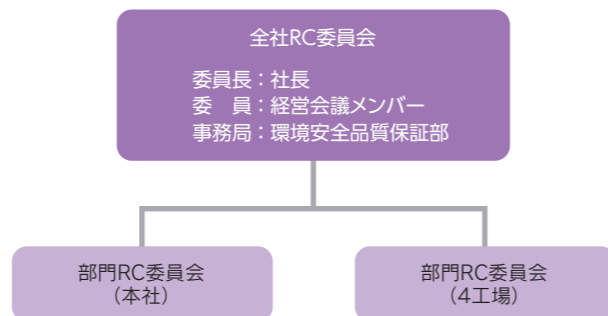 全社RC委員会
委員長：社長
委　員：経営会議メンバー
事務局：環境安全品質保証部
部門RC委員会
（本社）
部門RC委員会
（4工場）